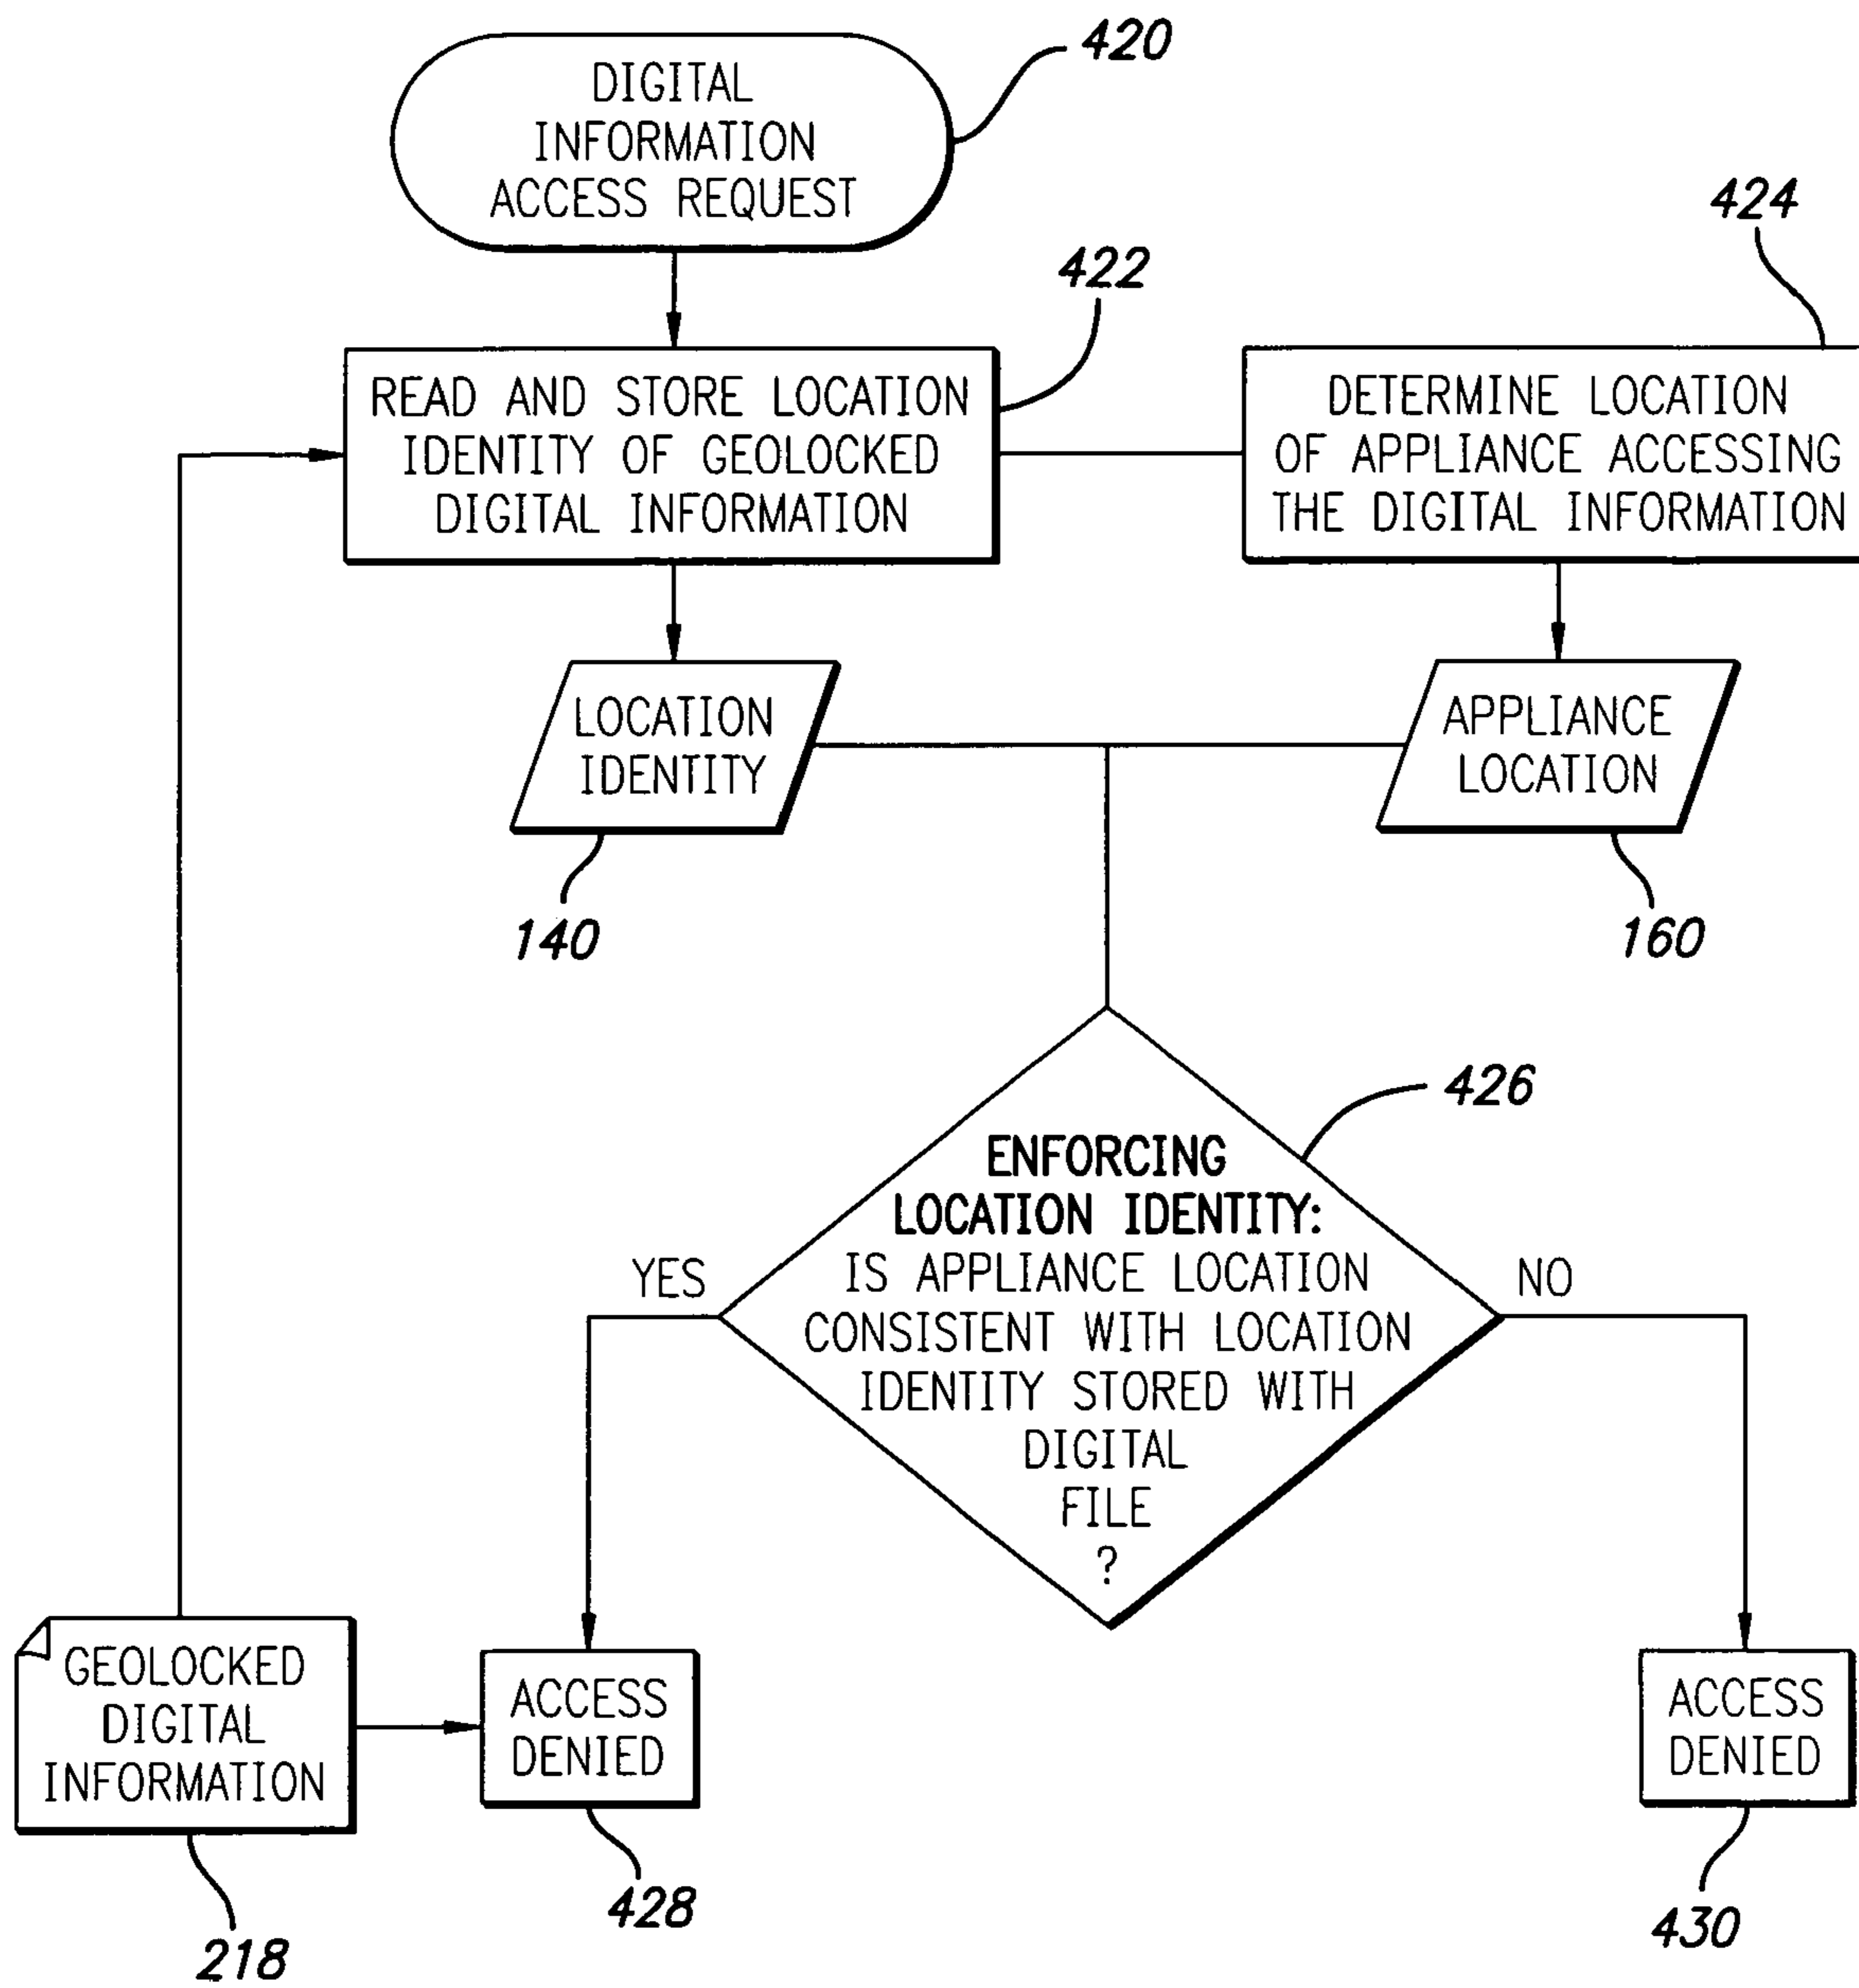 DIGITAL
INFORMATION
ACCESS REQUEST
420
422
424
READ AND STORE LOCATION
IDENTITY OF GEOLOCKED
DIGITAL INFORMATION
DETERMINE LOCATION
OF APPLIANCE ACCESSING
THE DIGITAL INFORMATION
LOCATION
IDENTITY
140
APPLIANCE
LOCATION
160
426
ENFORCING
LOCATION IDENTITY:
IS APPLIANCE LOCATION
CONSISTENT WITH LOCATION
IDENTITY STORED WITH
DIGITAL
FILE
?
YES
NO
GEOLOCKED
DIGITAL
INFORMATION
218
ACCESS
DENIED
428
ACCESS
DENIED
430